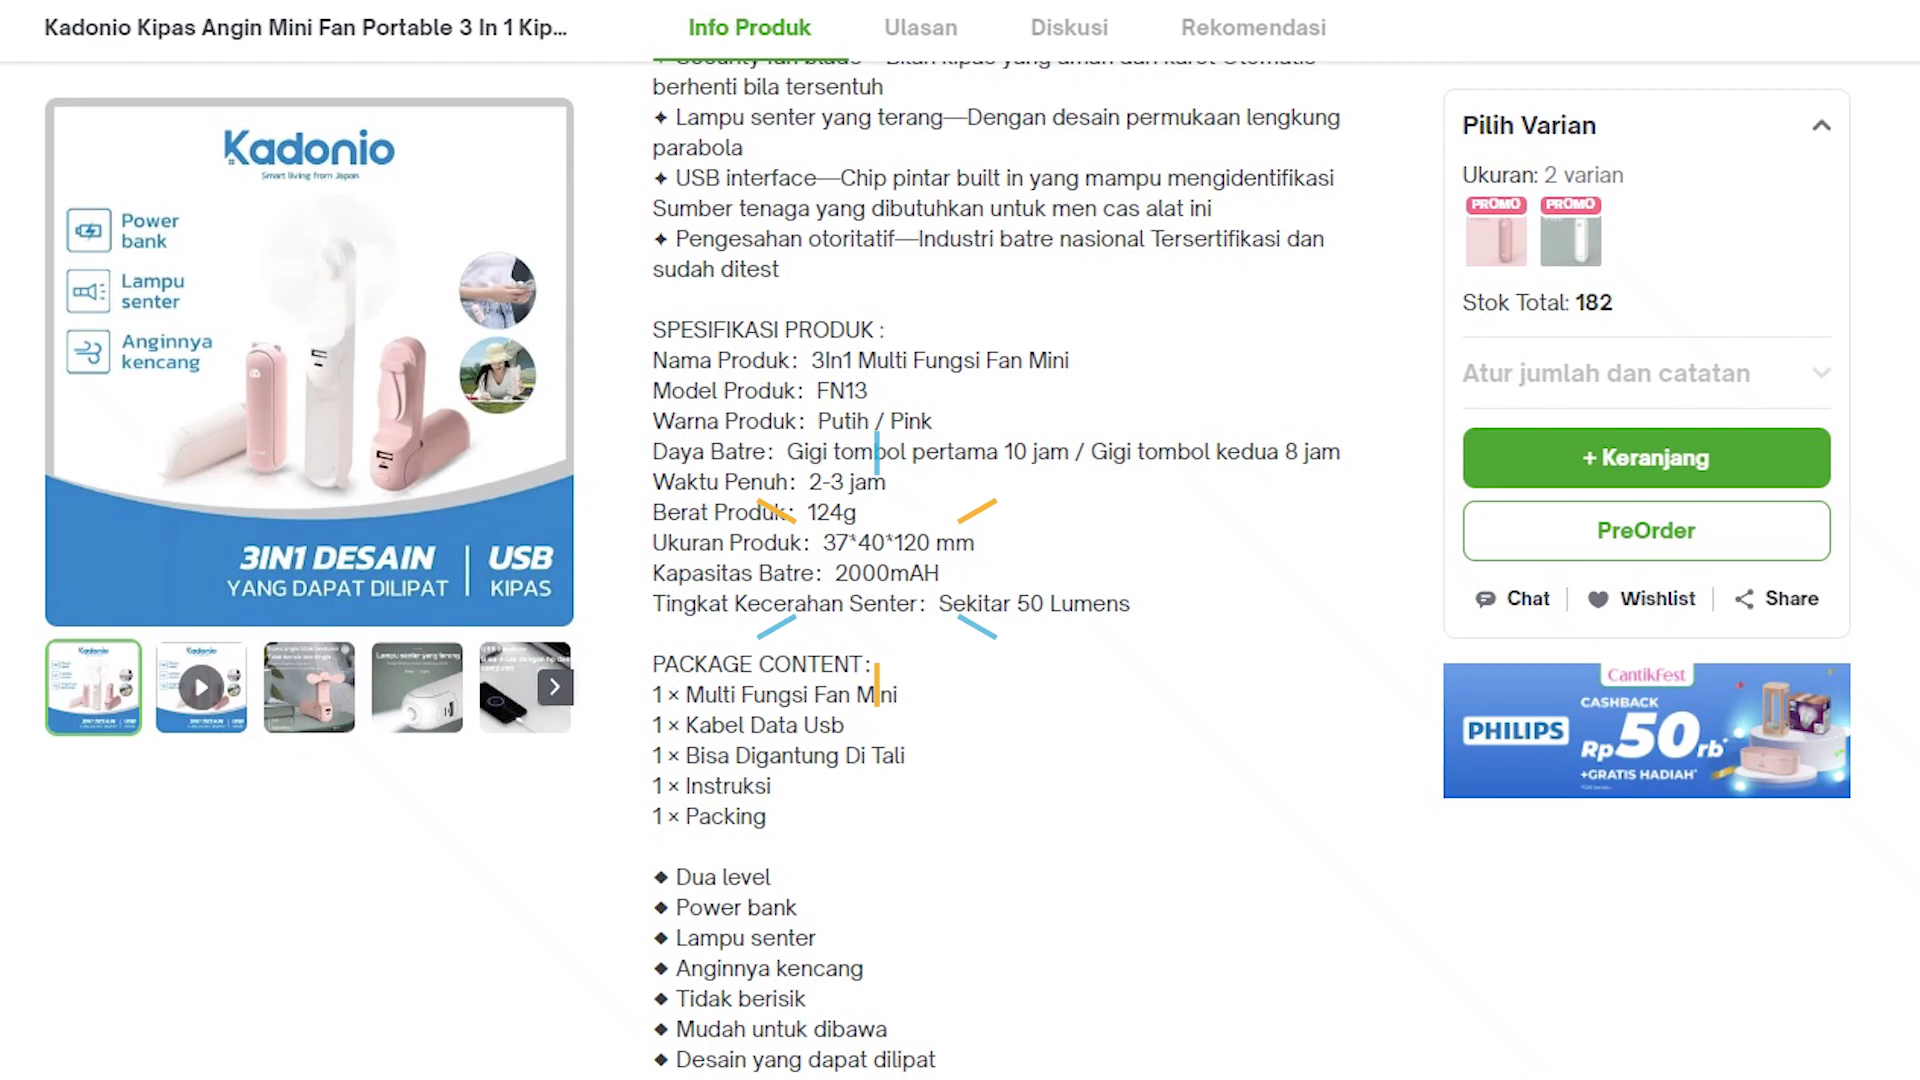 Kadonio Kipas Angin Mini Fan Portable 3 In 1 Kip...
Info Produk
Ulasan
Diskusi
Rekomendasi
Kadonio
Smart living from Japan
Power
bank
Lampu
senter
Anginnya
kencang
3IN1 DESAIN
YANG DAPAT DILIPAT
USB
KIPAS
berhenti bila tersentuh
✦ Lampu senter yang terang—Dengan desain permukaan lengkung
parabola
✦ USB interface—Chip pintar built in yang mampu mengidentifikasi
Sumber tenaga yang dibutuhkan untuk men cas alat ini
✦ Pengesahan otoritatif—Industri batre nasional Tersertifikasi dan
sudah ditest
SPESIFIKASI PRODUK :
Nama Produk： 3In1 Multi Fungsi Fan Mini
Model Produk： FN13
Warna Produk： Putih / Pink
Daya Batre： Gigi tombol pertama 10 jam / Gigi tombol kedua 8 jam
Waktu Penuh： 2-3 jam
Berat Produk： 124g
Ukuran Produk： 37*40*120 mm
Kapasitas Batre： 2000mAH
Tingkat Kecerahan Senter： Sekitar 50 Lumens
PACKAGE CONTENT :
1 × Multi Fungsi Fan Mini
1 × Kabel Data Usb
1 × Bisa Digantung Di Tali
1 × Instruksi
1 × Packing
◆ Dua level
◆ Power bank
◆ Lampu senter
◆ Anginnya kencang
◆ Tidak berisik
◆ Mudah untuk dibawa
◆ Desain yang dapat dilipat
Pilih Varian
Ukuran: 2 varian
PROMO
PROMO
Stok Total: 182
Atur jumlah dan catatan
+ Keranjang
PreOrder
Chat
Wishlist
Share
CantikFest
PHILIPS
CASHBACK
Rp50rb*
+GRATIS HADIAH*